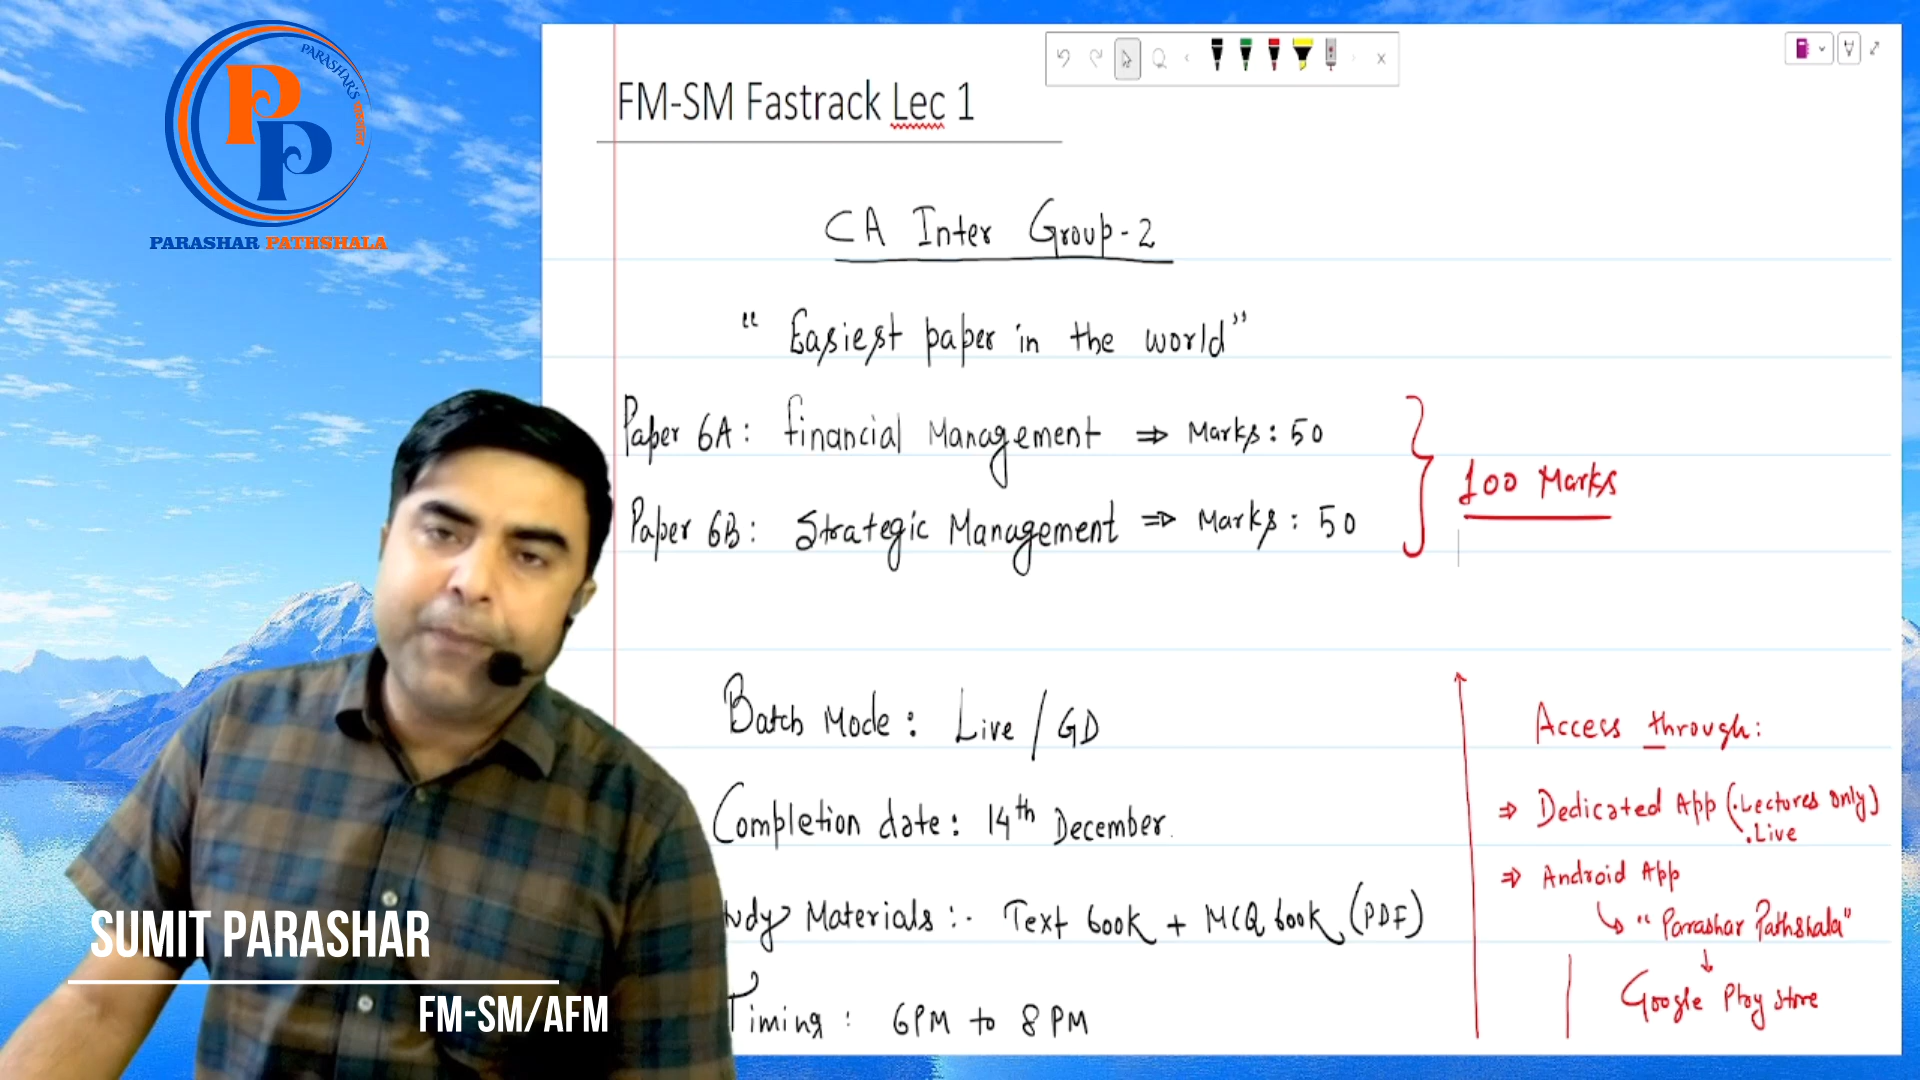 PARASHAR'S
PP
PARASHAR PATHSHALA
FM-SM Fastrack Lec 1
CA Inter Group-2
"Easiest paper in the world"
Paper 6A: Financial Management ⇒ Marks: 50
Paper 6B: Strategic Management ⇒ Marks: 50
100 Marks
Batch Mode: Live/GD
Completion date: 14th December.
Materials:- Text book + MCQ book (PDF)
Timing: 6PM to 8PM
Access through:
⇒ Dedicated App (.Lectures only)
.Live
⇒ Android App
"Parashar Pathshala"
Google Play store
SUMIT PARASHAR
FM-SM/AFM